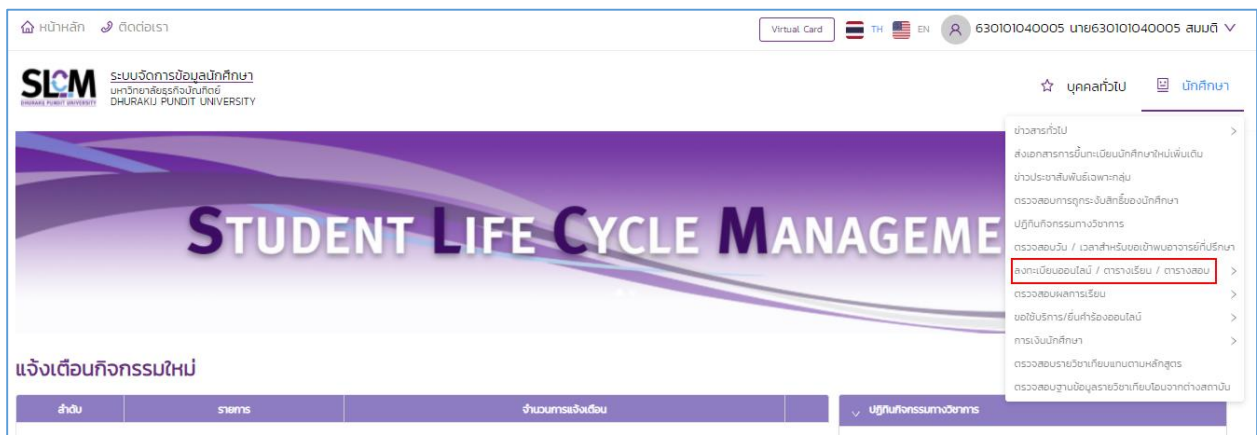 หน้าหลัก ติดต่อเรา
Virtual Card TH EN 630101040005 นาย630101040005 สมมติ
SLCM
DHURAKIJ PUNDIT UNIVERSITY
ระบบจัดการข้อมูลนักศึกษา
มหาวิทยาลัยธุรกิจบัณฑิตย์
DHURAKIJ PUNDIT UNIVERSITY
บุคคลทั่วไป นักศึกษา
ข่าวสารทั่วไป
ส่งเอกสารการขึ้นทะเบียนนักศึกษาใหม่เพิ่มเติม
ข่าวประชาสัมพันธ์เฉพาะกลุ่ม
ตรวจสอบการถูกระงับสิทธิ์ของนักศึกษา
ปฏิทินกิจกรรมทางวิชาการ
ตรวจสอบวัน / เวลาสำหรับขอเข้าพบอาจารย์ที่ปรึกษา
ลงทะเบียนออนไลน์ / ตารางเรียน / ตารางสอบ
ตรวจสอบผลการเรียน
ขอใช้บริการ/ยื่นคำร้องออนไลน์
การเงินนักศึกษา
ตรวจสอบรายวิชาเทียบแทนตามหลักสูตร
ตรวจสอบฐานข้อมูลรายวิชาเทียบโอนจากต่างสถาบัน
STUDENT LIFE CYCLE MANAGEME
แจ้งเตือนกิจกรรมใหม่
ลำดับ รายการ จำนวนการแจ้งเตือน
ปฏิทินกิจกรรมทางวิชาการ